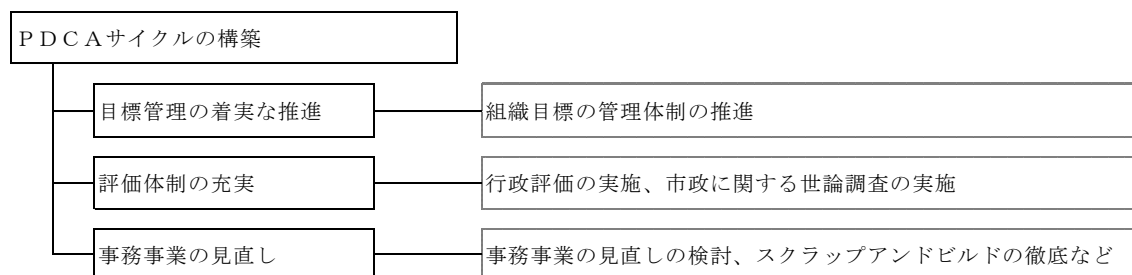 ＰＤＣＡサイクルの構築
目標管理の着実な推進
組織目標の管理体制の推進
評価体制の充実
行政評価の実施、市政に関する世論調査の実施
事務事業の見直し
事務事業の見直しの検討、スクラップアンドビルドの徹底など